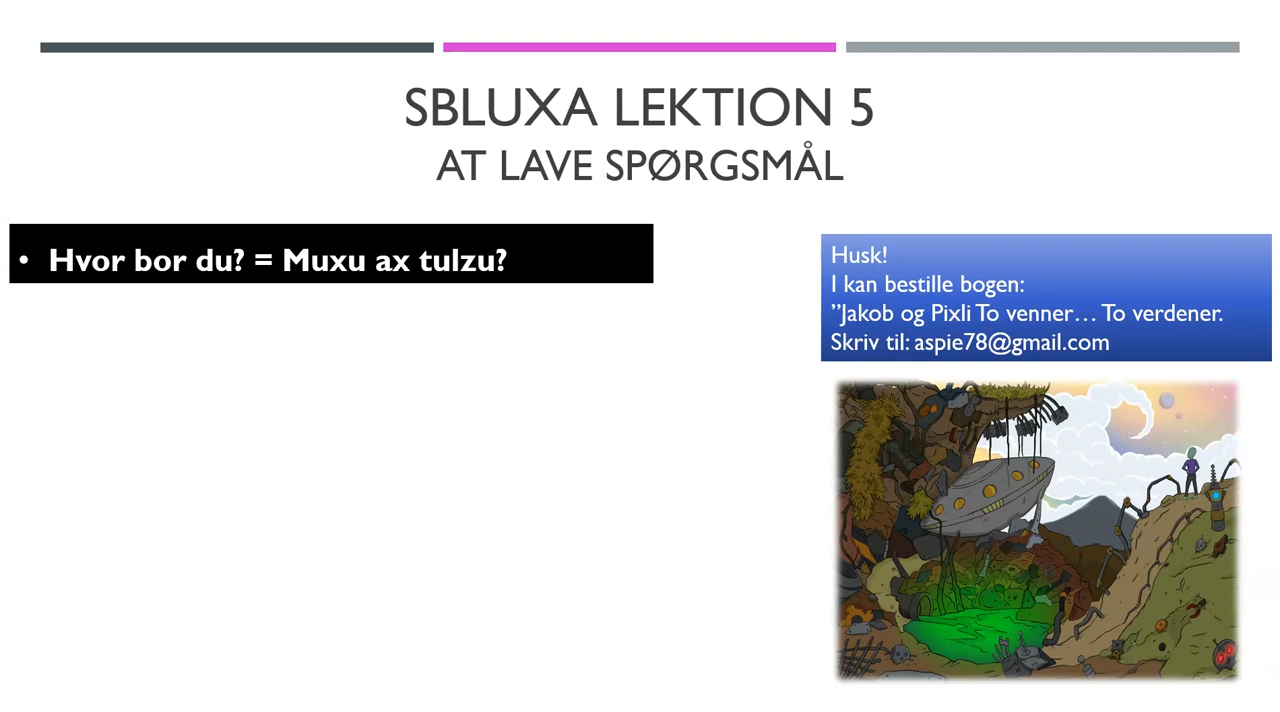 SBLUXA LEKTION 5
AT LAVE SPØRGSMÅL
• Hvor bor du? = Muxu ax tulzu?
Husk!
I kan bestille bogen:
”Jakob og Pixli To venner… To verdener.
Skriv til: aspie78@gmail.com